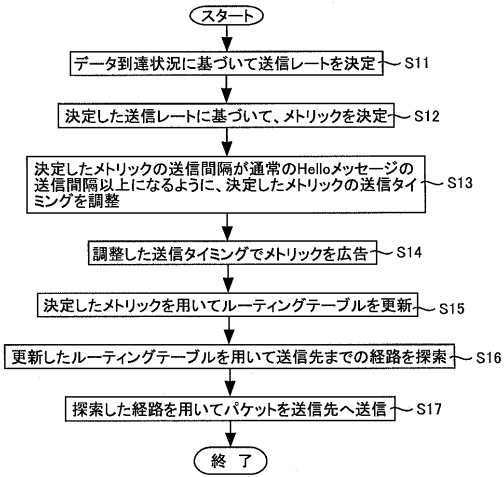 スタート
データ到達状況に基づいて送信レートを決定
S11
決定した送信レートに基づいて、メトリックを決定
S12
決定したメトリックの送信間隔が通常のHelloメッセージの
送信間隔以上になるように、決定したメトリックの送信タイ
ミングを調整
S13
調整した送信タイミングでメトリックを広告
S14
決定したメトリックを用いてルーティングテーブルを更新
S15
更新したルーティングテーブルを用いて送信先までの経路を探索
S16
探索した経路を用いてパケットを送信先へ送信
S17
終 了